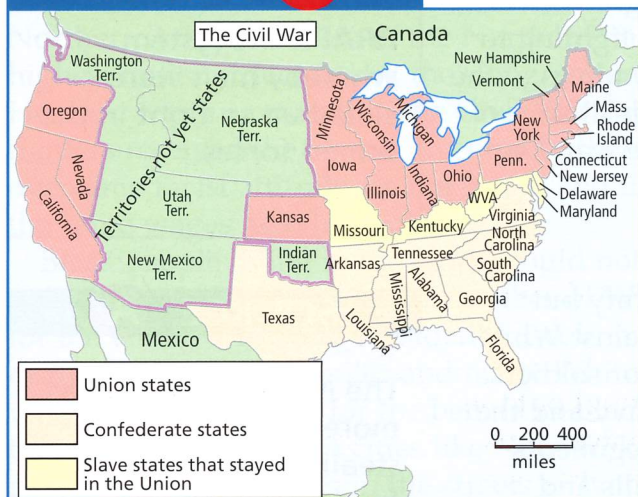 The Civil War
Canada
Washington
Terr.
Oregon
Nevada
California
Territories not yet states
Nebraska
Terr.
Utah
Terr.
New Mexico
Terr.
Kansas
Indian
Terr.
Texas
Mexico
Minnesota
Wisconsin
Michigan
Iowa
Illinois
Indiana
Ohio
Missouri
Kentucky
WVA
Virginia
Arkansas
Tennessee
North
Carolina
South
Carolina
Mississippi
Alabama
Georgia
Louisiana
Florida
New Hampshire
Vermont
Maine
New
York
Mass
Rhode
Island
Connecticut
Penn.
New Jersey
Delaware
Maryland
Union states
Confederate states
Slave states that stayed
in the Union
0 200 400
miles